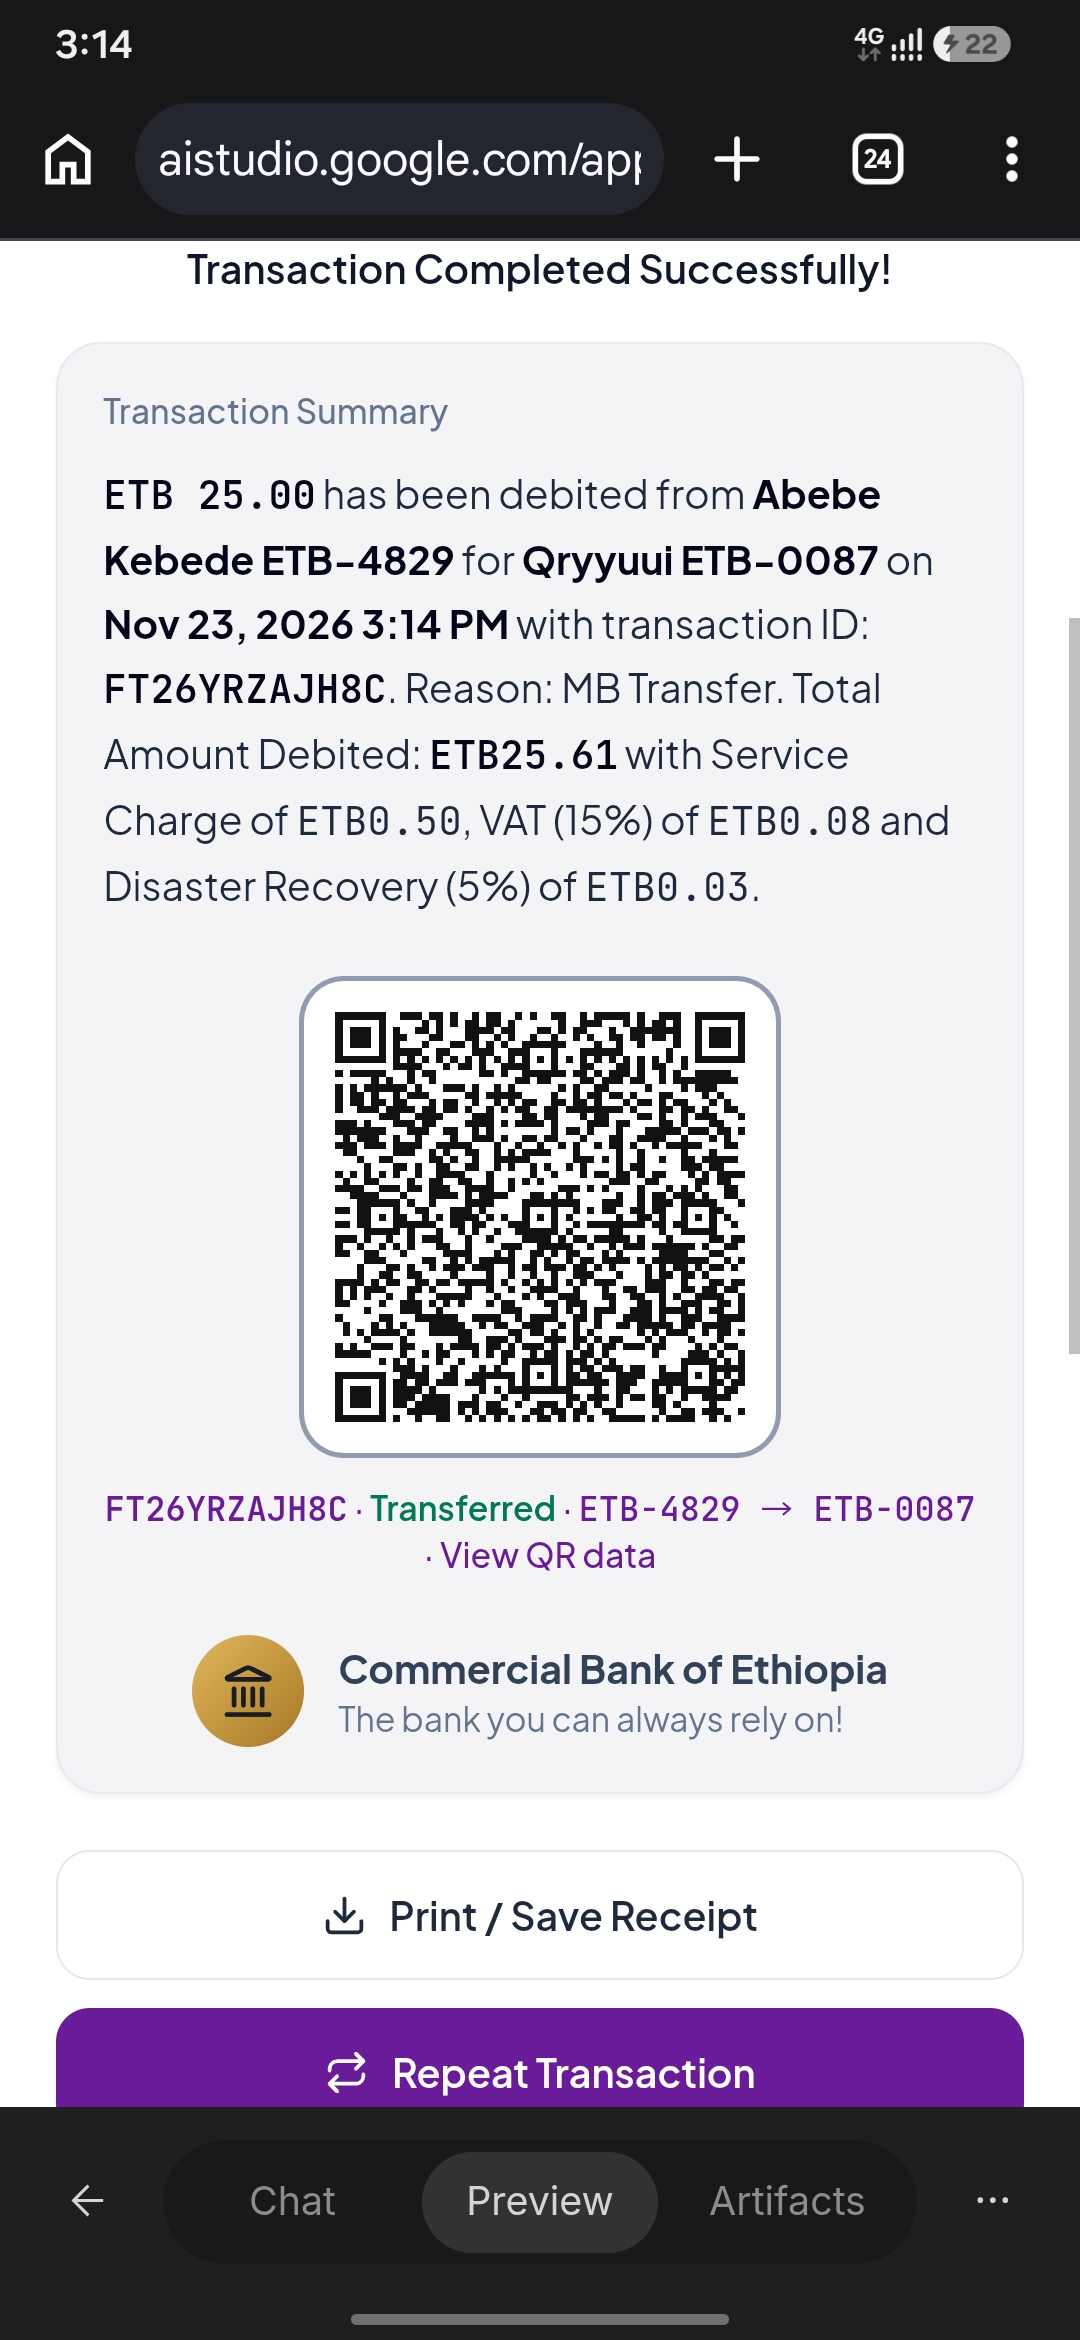 3:14
4G
22
aistudio.google.com/app
24
Transaction Completed Successfully!
Transaction Summary
ETB 25.00 has been debited from Abebe
Kebede ETB-4829 for Qryyuui ETB-0087 on
Nov 23, 2026 3:14 PM with transaction ID:
FT26YRZAJH8C. Reason: MB Transfer. Total
Amount Debited: ETB25.61 with Service
Charge of ETB0.50, VAT (15%) of ETB0.08 and
Disaster Recovery (5%) of ETB0.03.
FT26YRZAJH8C · Transferred · ETB-4829 → ETB-0087
· View QR data
Commercial Bank of Ethiopia
The bank you can always rely on!
Print / Save Receipt
Repeat Transaction
Chat
Preview
Artifacts